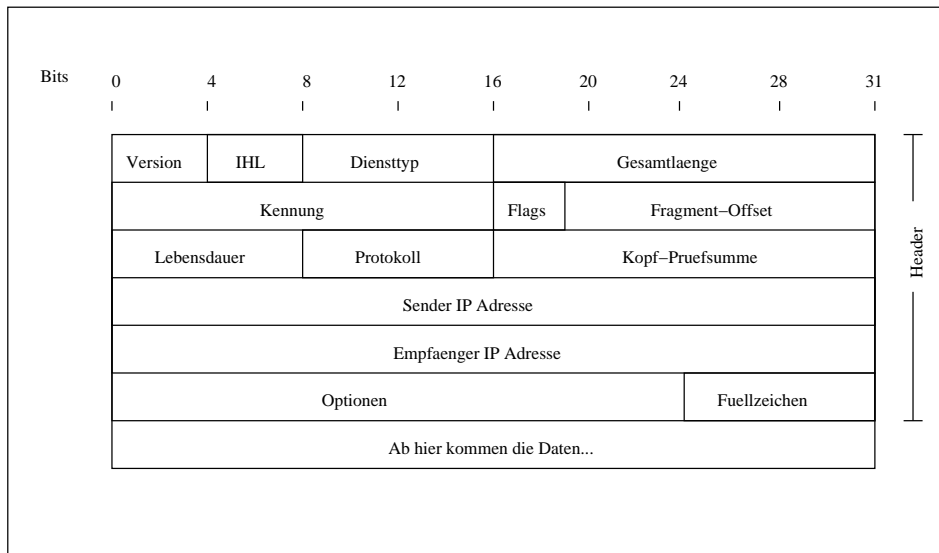 Bits 0 4 8 12 16 20 24 28 31
Version IHL Diensttyp Gesamtlaenge
Kennung Flags Fragment−Offset
Lebensdauer Protokoll Kopf−Pruefsumme
Header
Sender IP Adresse
Empfaenger IP Adresse
Optionen Fuellzeichen
Ab hier kommen die Daten...